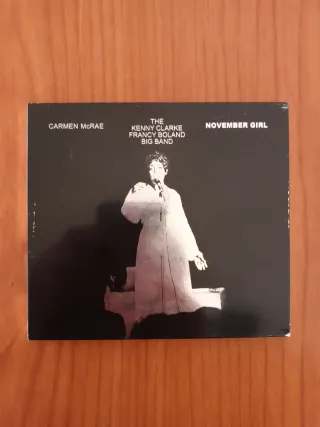 CARMEN McRAE
THE
KENNY CLARKE
FRANCY BOLAND
BIG BAND
NOVEMBER GIRL